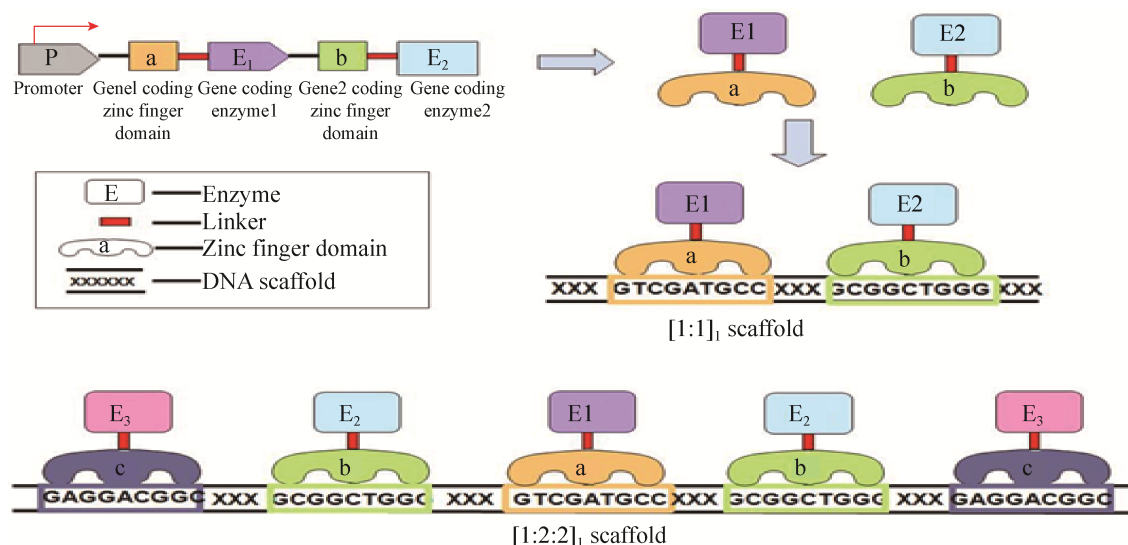 P a E₁ b E₂
Promoter Genel coding Gene coding Gene2 coding Gene coding
zinc finger enzyme1 zinc finger enzyme2
domain domain
E1 E2
a b
E Enzyme
Linker
a Zinc finger domain
XXXXXX DNA scaffold
E1 E2
a b
XXX GTCGATGCC XXX GCGGCTGGG XXX
[1:1]₁ scaffold
E₃ E₂ E1 E₂ E₃
c b a b c
GAGGACGGC XXX GCGGCTGGG XXX GTCGATGCC XXX GCGGCTGGG XXX GAGGACGGC
[1:2:2]₁ scaffold